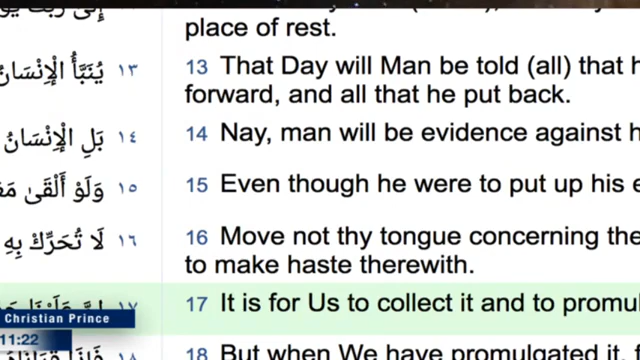 إِلَىٰ رَبِّكَ
place of rest.
١٣ يُنَبَّأُ الْإِنْسَانُ
13 That Day will Man be told (all) that
forward, and all that he put back.
١٤ بَلِ الْإِنْسَانُ
14 Nay, man will be evidence against
١٥ وَلَوْ أَلْقَىٰ
15 Even though he were to put up his
١٦ لَا تُحَرِّكْ بِهِ
16 Move not thy tongue concerning the
to make haste therewith.
١٧
17 It is for Us to collect it and to
Christian Prince
11:22
١٨
18 But when We have promulgated it,